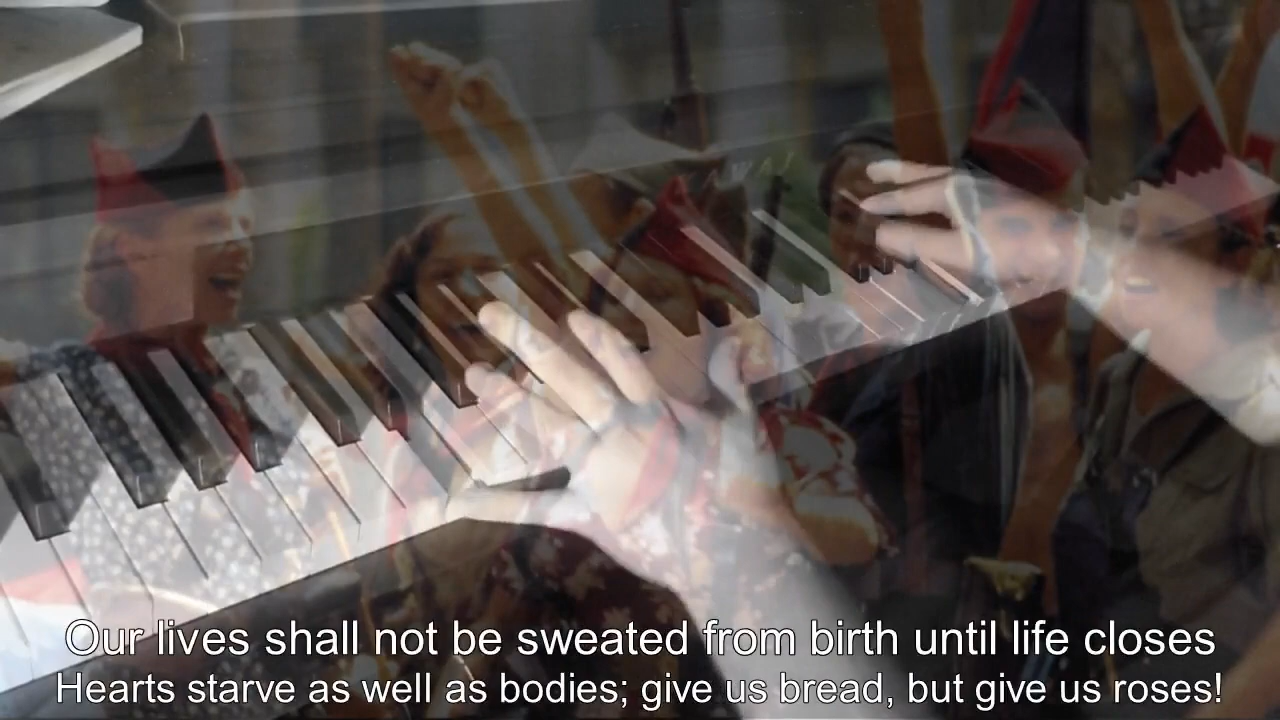 Our lives shall not be sweated from birth until life closes
Hearts starve as well as bodies; give us bread, but give us roses!